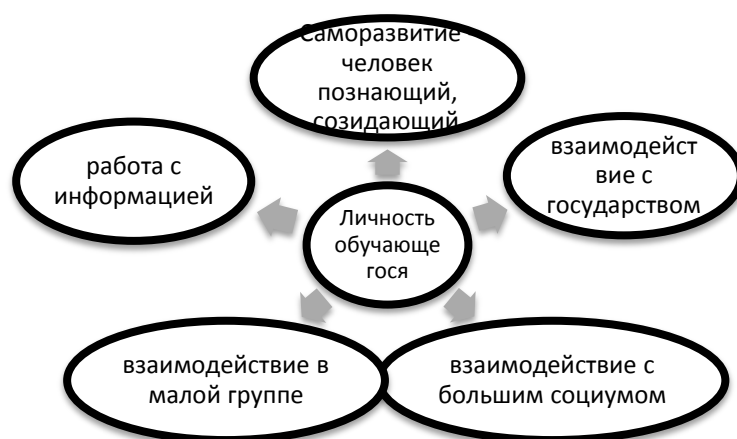 Саморазвитие
человек
познающий,
созидающий
работа с
информацией
взаимодейст
вие с
государством
Личность
обучающе
гося
взаимодействие в
малой группе
взаимодействие с
большим социумом